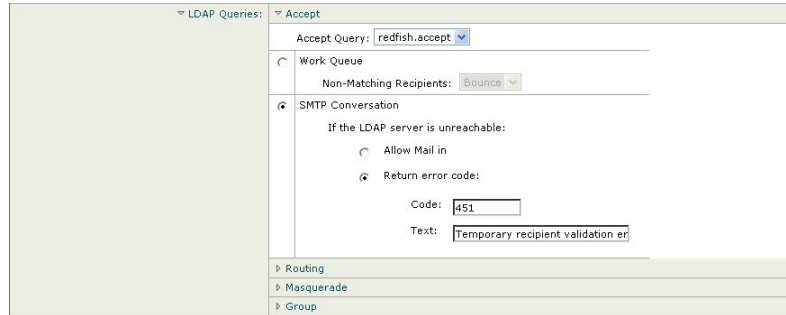 LDAP Queries:
Accept
Accept Query: redfish.accept
Work Queue
Non-Matching Recipients: Bounce
SMTP Conversation
If the LDAP server is unreachable:
Allow Mail in
Return error code:
Code: 451
Text: Temporary recipient validation er
Routing
Masquerade
Group